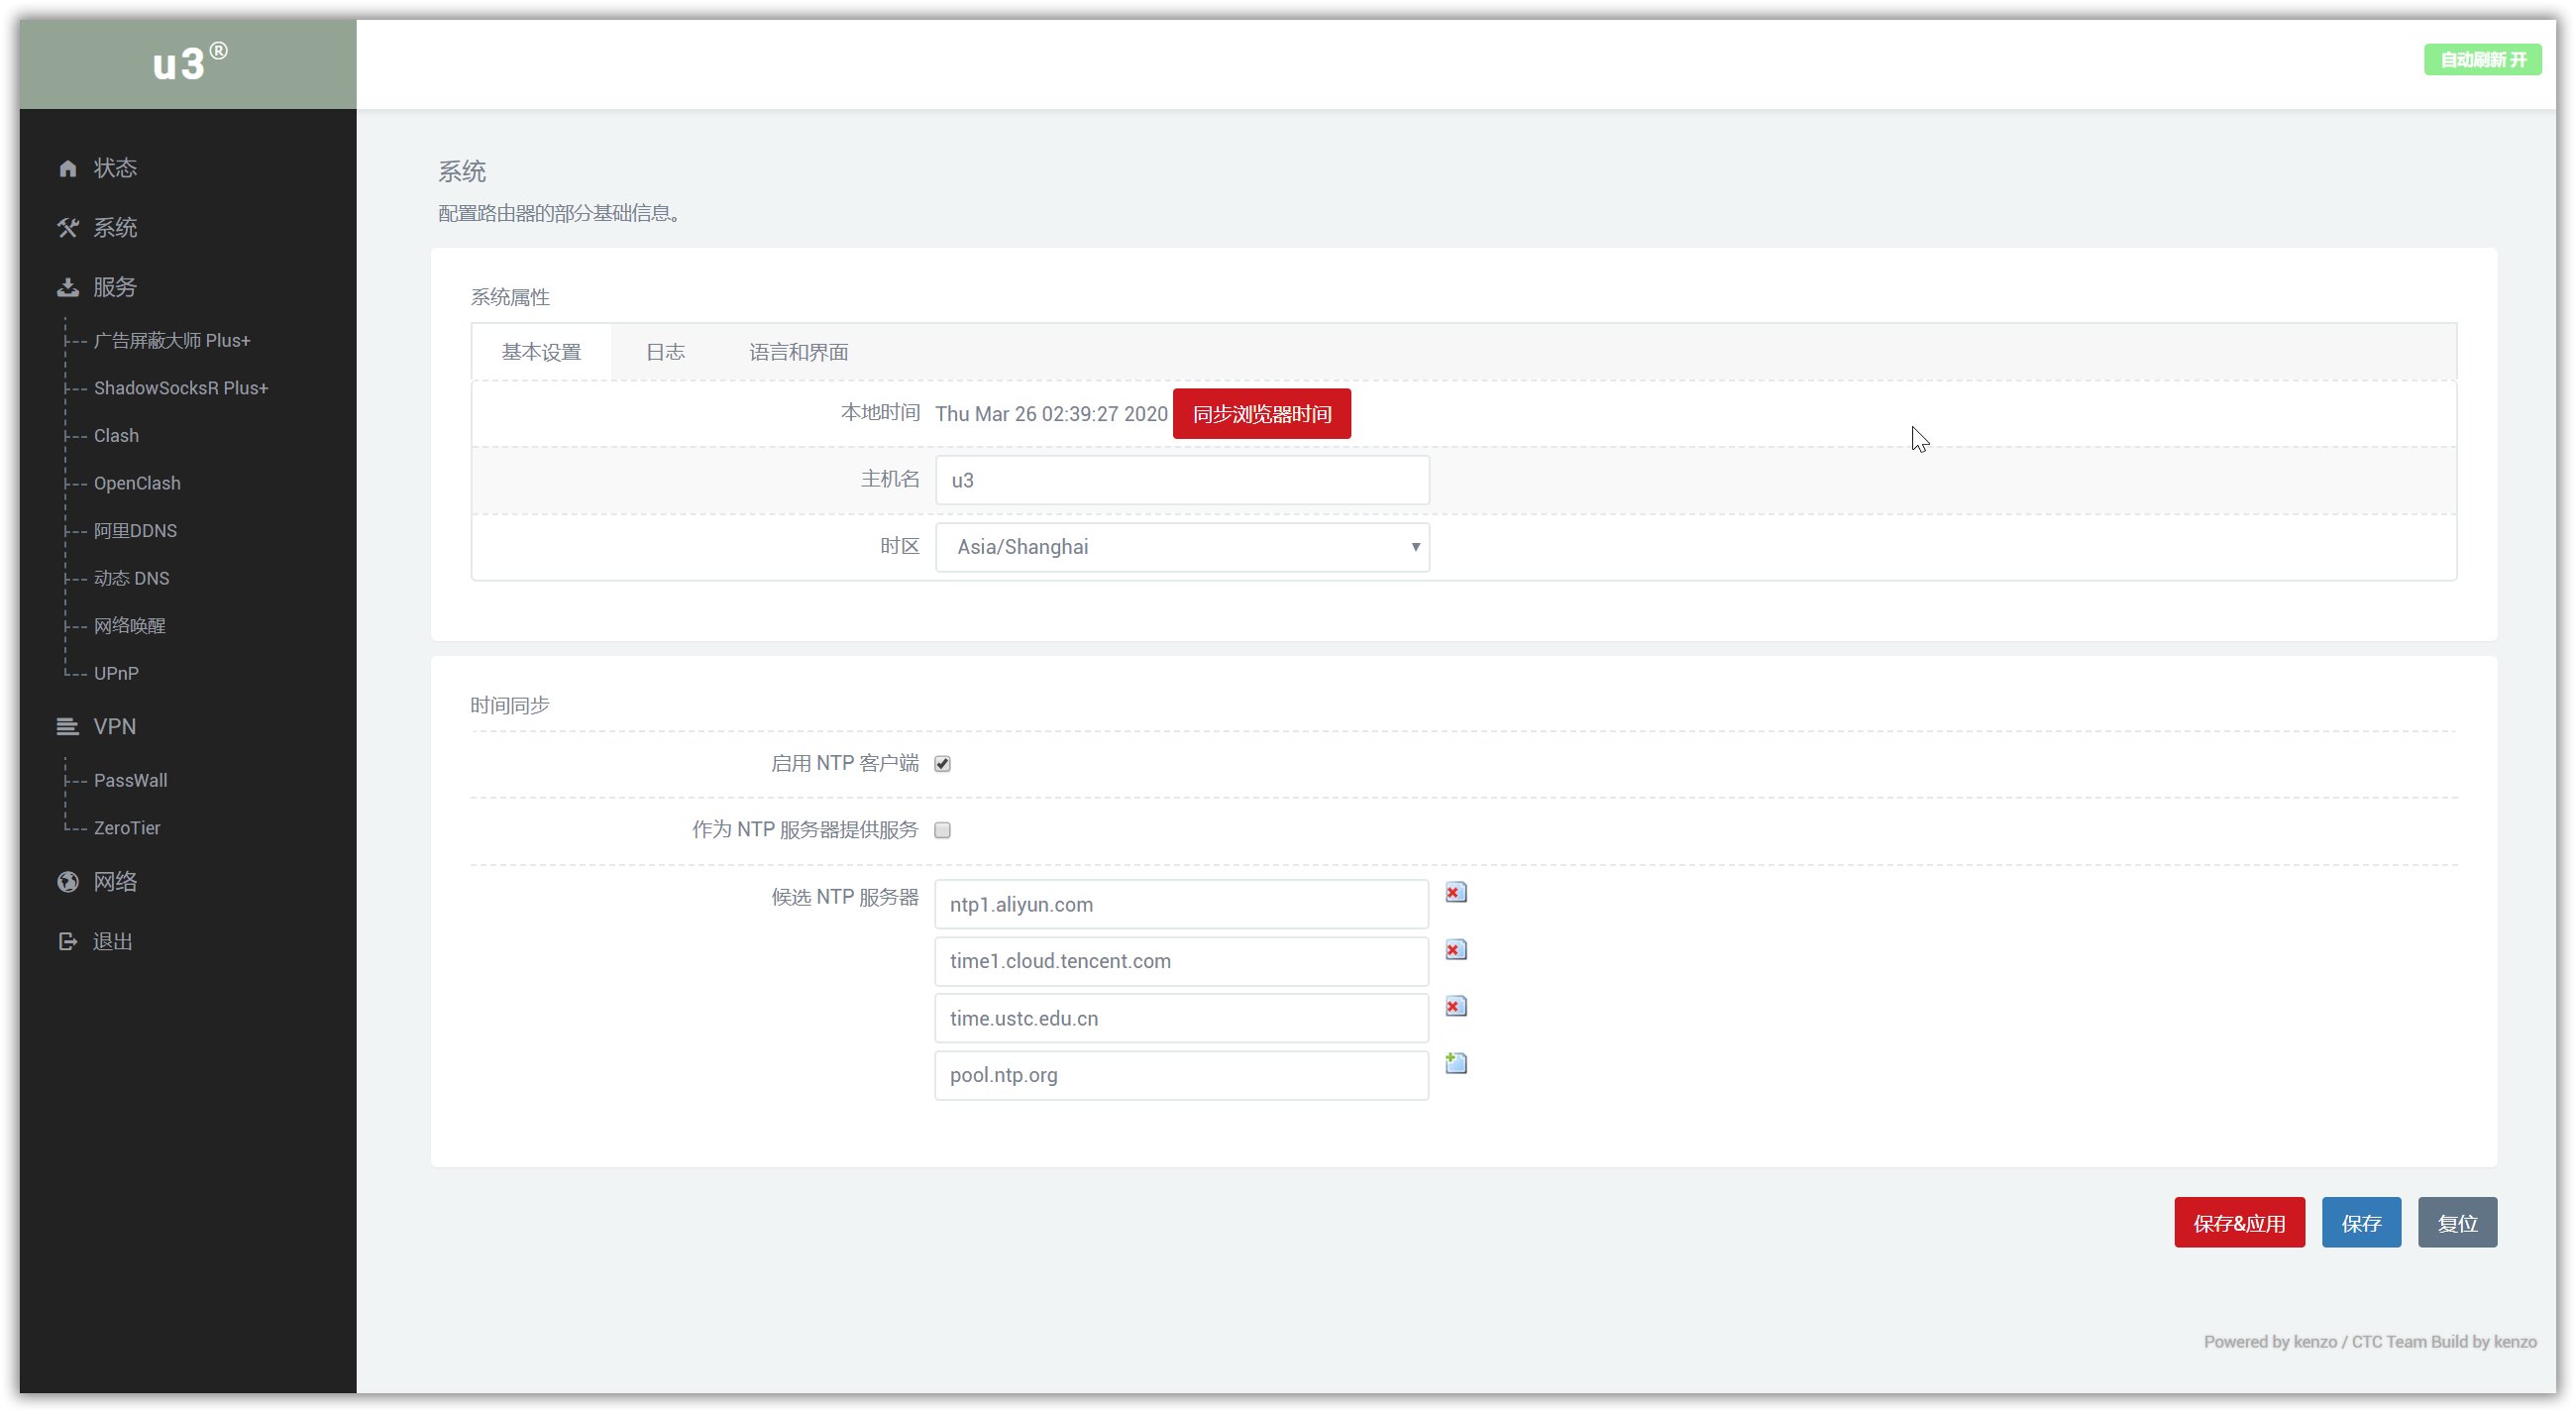 u3®
自动刷新 开
状态
系统
服务
广告屏蔽大师 Plus+
ShadowSocksR Plus+
Clash
OpenClash
阿里DDNS
动态 DNS
网络唤醒
UPnP
VPN
PassWall
ZeroTier
网络
退出
系统
配置路由器的部分基础信息。
系统属性
基本设置 日志 语言和界面
本地时间 Thu Mar 26 02:39:27 2020 同步浏览器时间
主机名 u3
时区 Asia/Shanghai
时间同步
启用 NTP 客户端
作为 NTP 服务器提供服务
候选 NTP 服务器 ntp1.aliyun.com
time1.cloud.tencent.com
time.ustc.edu.cn
pool.ntp.org
保存&应用 保存 复位
Powered by kenzo / CTC Team Build by kenzo